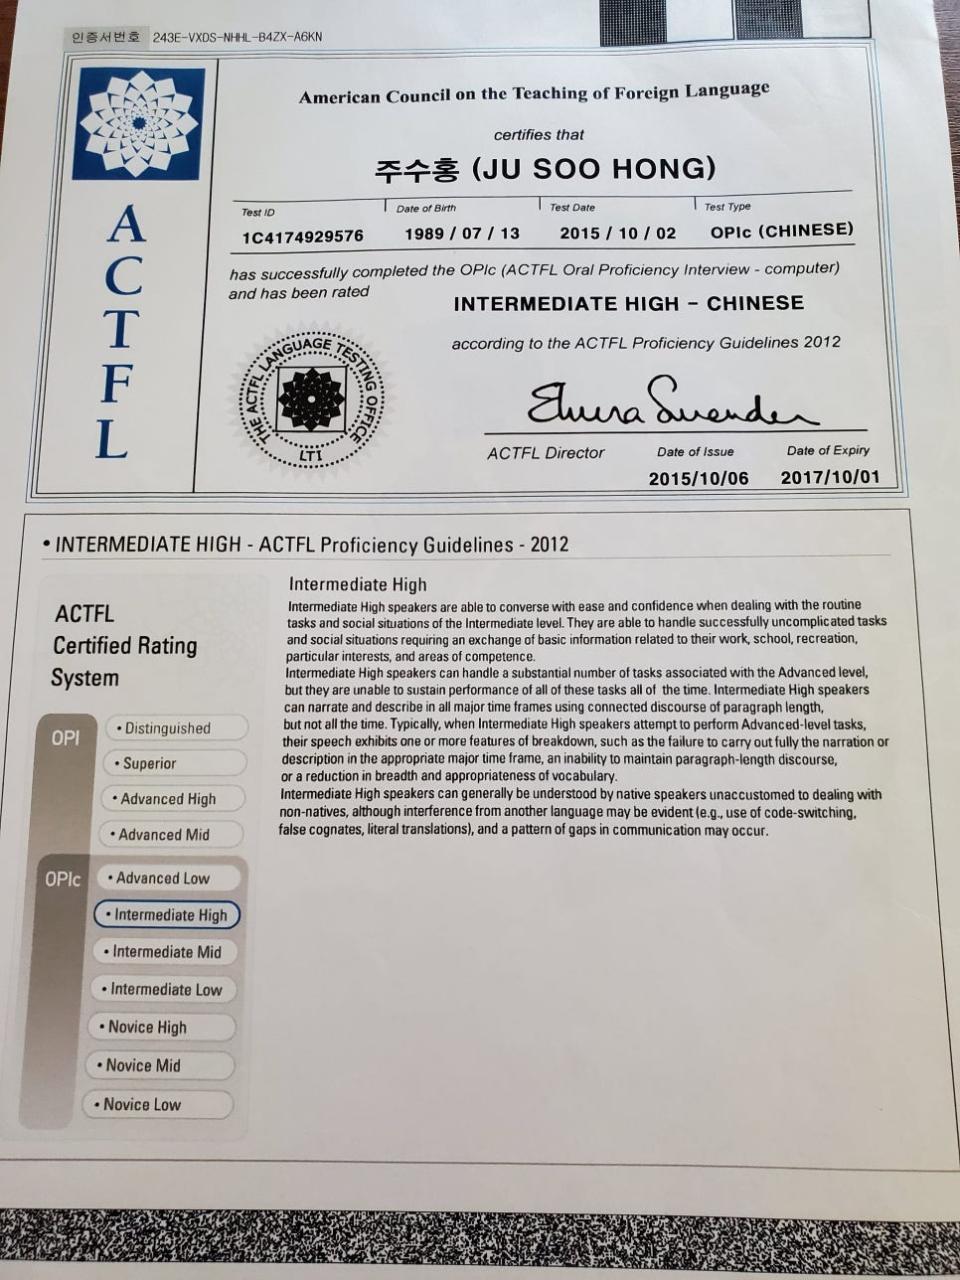 인증서번호 243E-VXDS-NHHL-B4ZX-A6KN
ACTFL
American Council on the Teaching of Foreign Language
certifies that
주수홍 (JU SOO HONG)
Test ID Date of Birth Test Date Test Type
1C4174929576 1989 / 07 / 13 2015 / 10 / 02 OPIc (CHINESE)
has successfully completed the OPIc (ACTFL Oral Proficiency Interview - computer)
and has been rated
INTERMEDIATE HIGH - CHINESE
according to the ACTFL Proficiency Guidelines 2012
THE ACTFL LANGUAGE TESTING OFFICE
LTI
Elvira Swender
ACTFL Director Date of Issue Date of Expiry
2015/10/06 2017/10/01
• INTERMEDIATE HIGH - ACTFL Proficiency Guidelines - 2012
ACTFL
Certified Rating
System
OPI
• Distinguished
• Superior
• Advanced High
• Advanced Mid
OPIc
• Advanced Low
• Intermediate High
• Intermediate Mid
• Intermediate Low
• Novice High
• Novice Mid
• Novice Low
Intermediate High
Intermediate High speakers are able to converse with ease and confidence when dealing with the routine
tasks and social situations of the Intermediate level. They are able to handle successfully uncomplicated tasks
and social situations requiring an exchange of basic information related to their work, school, recreation,
particular interests, and areas of competence.
Intermediate High speakers can handle a substantial number of tasks associated with the Advanced level,
but they are unable to sustain performance of all of these tasks all of the time. Intermediate High speakers
can narrate and describe in all major time frames using connected discourse of paragraph length,
but not all the time. Typically, when Intermediate High speakers attempt to perform Advanced-level tasks,
their speech exhibits one or more features of breakdown, such as the failure to carry out fully the narration or
description in the appropriate major time frame, an inability to maintain paragraph-length discourse,
or a reduction in breadth and appropriateness of vocabulary.
Intermediate High speakers can generally be understood by native speakers unaccustomed to dealing with
non-natives, although interference from another language may be evident (e.g., use of code-switching,
false cognates, literal translations), and a pattern of gaps in communication may occur.